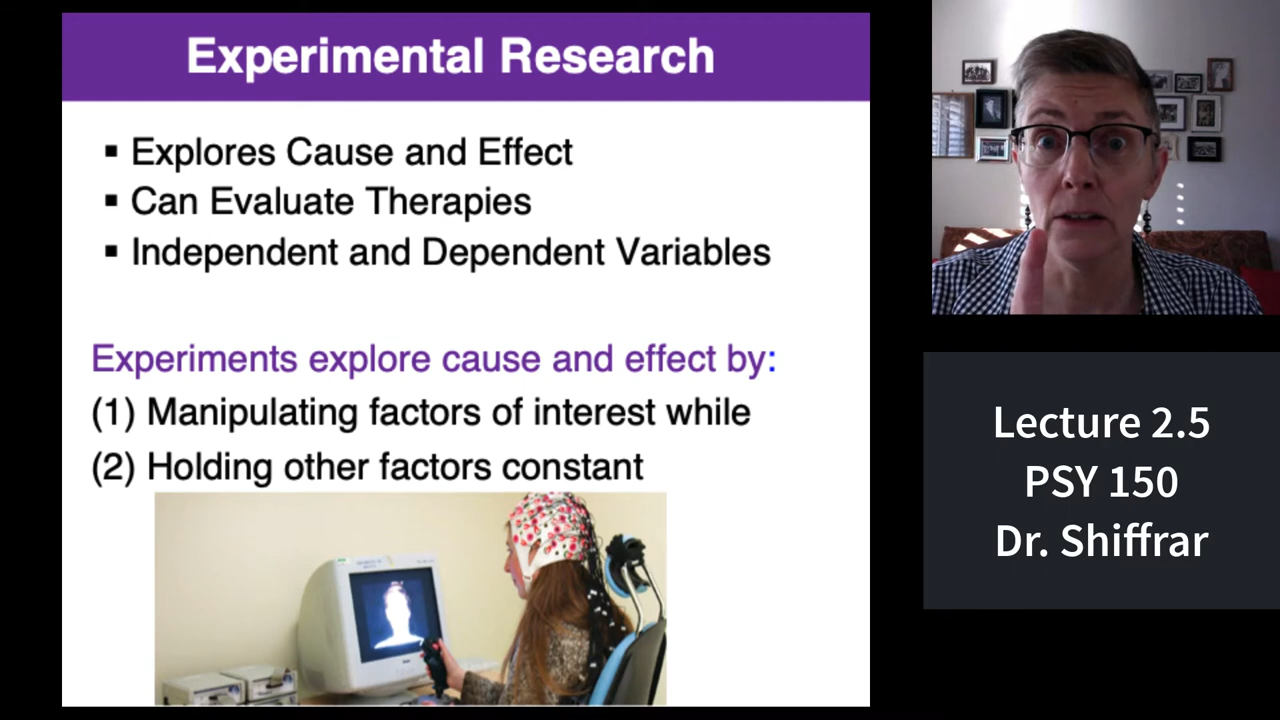 Experimental Research
▪ Explores Cause and Effect
▪ Can Evaluate Therapies
▪ Independent and Dependent Variables
Experiments explore cause and effect by:
(1) Manipulating factors of interest while
(2) Holding other factors constant
Lecture 2.5
PSY 150
Dr. Shiffrar